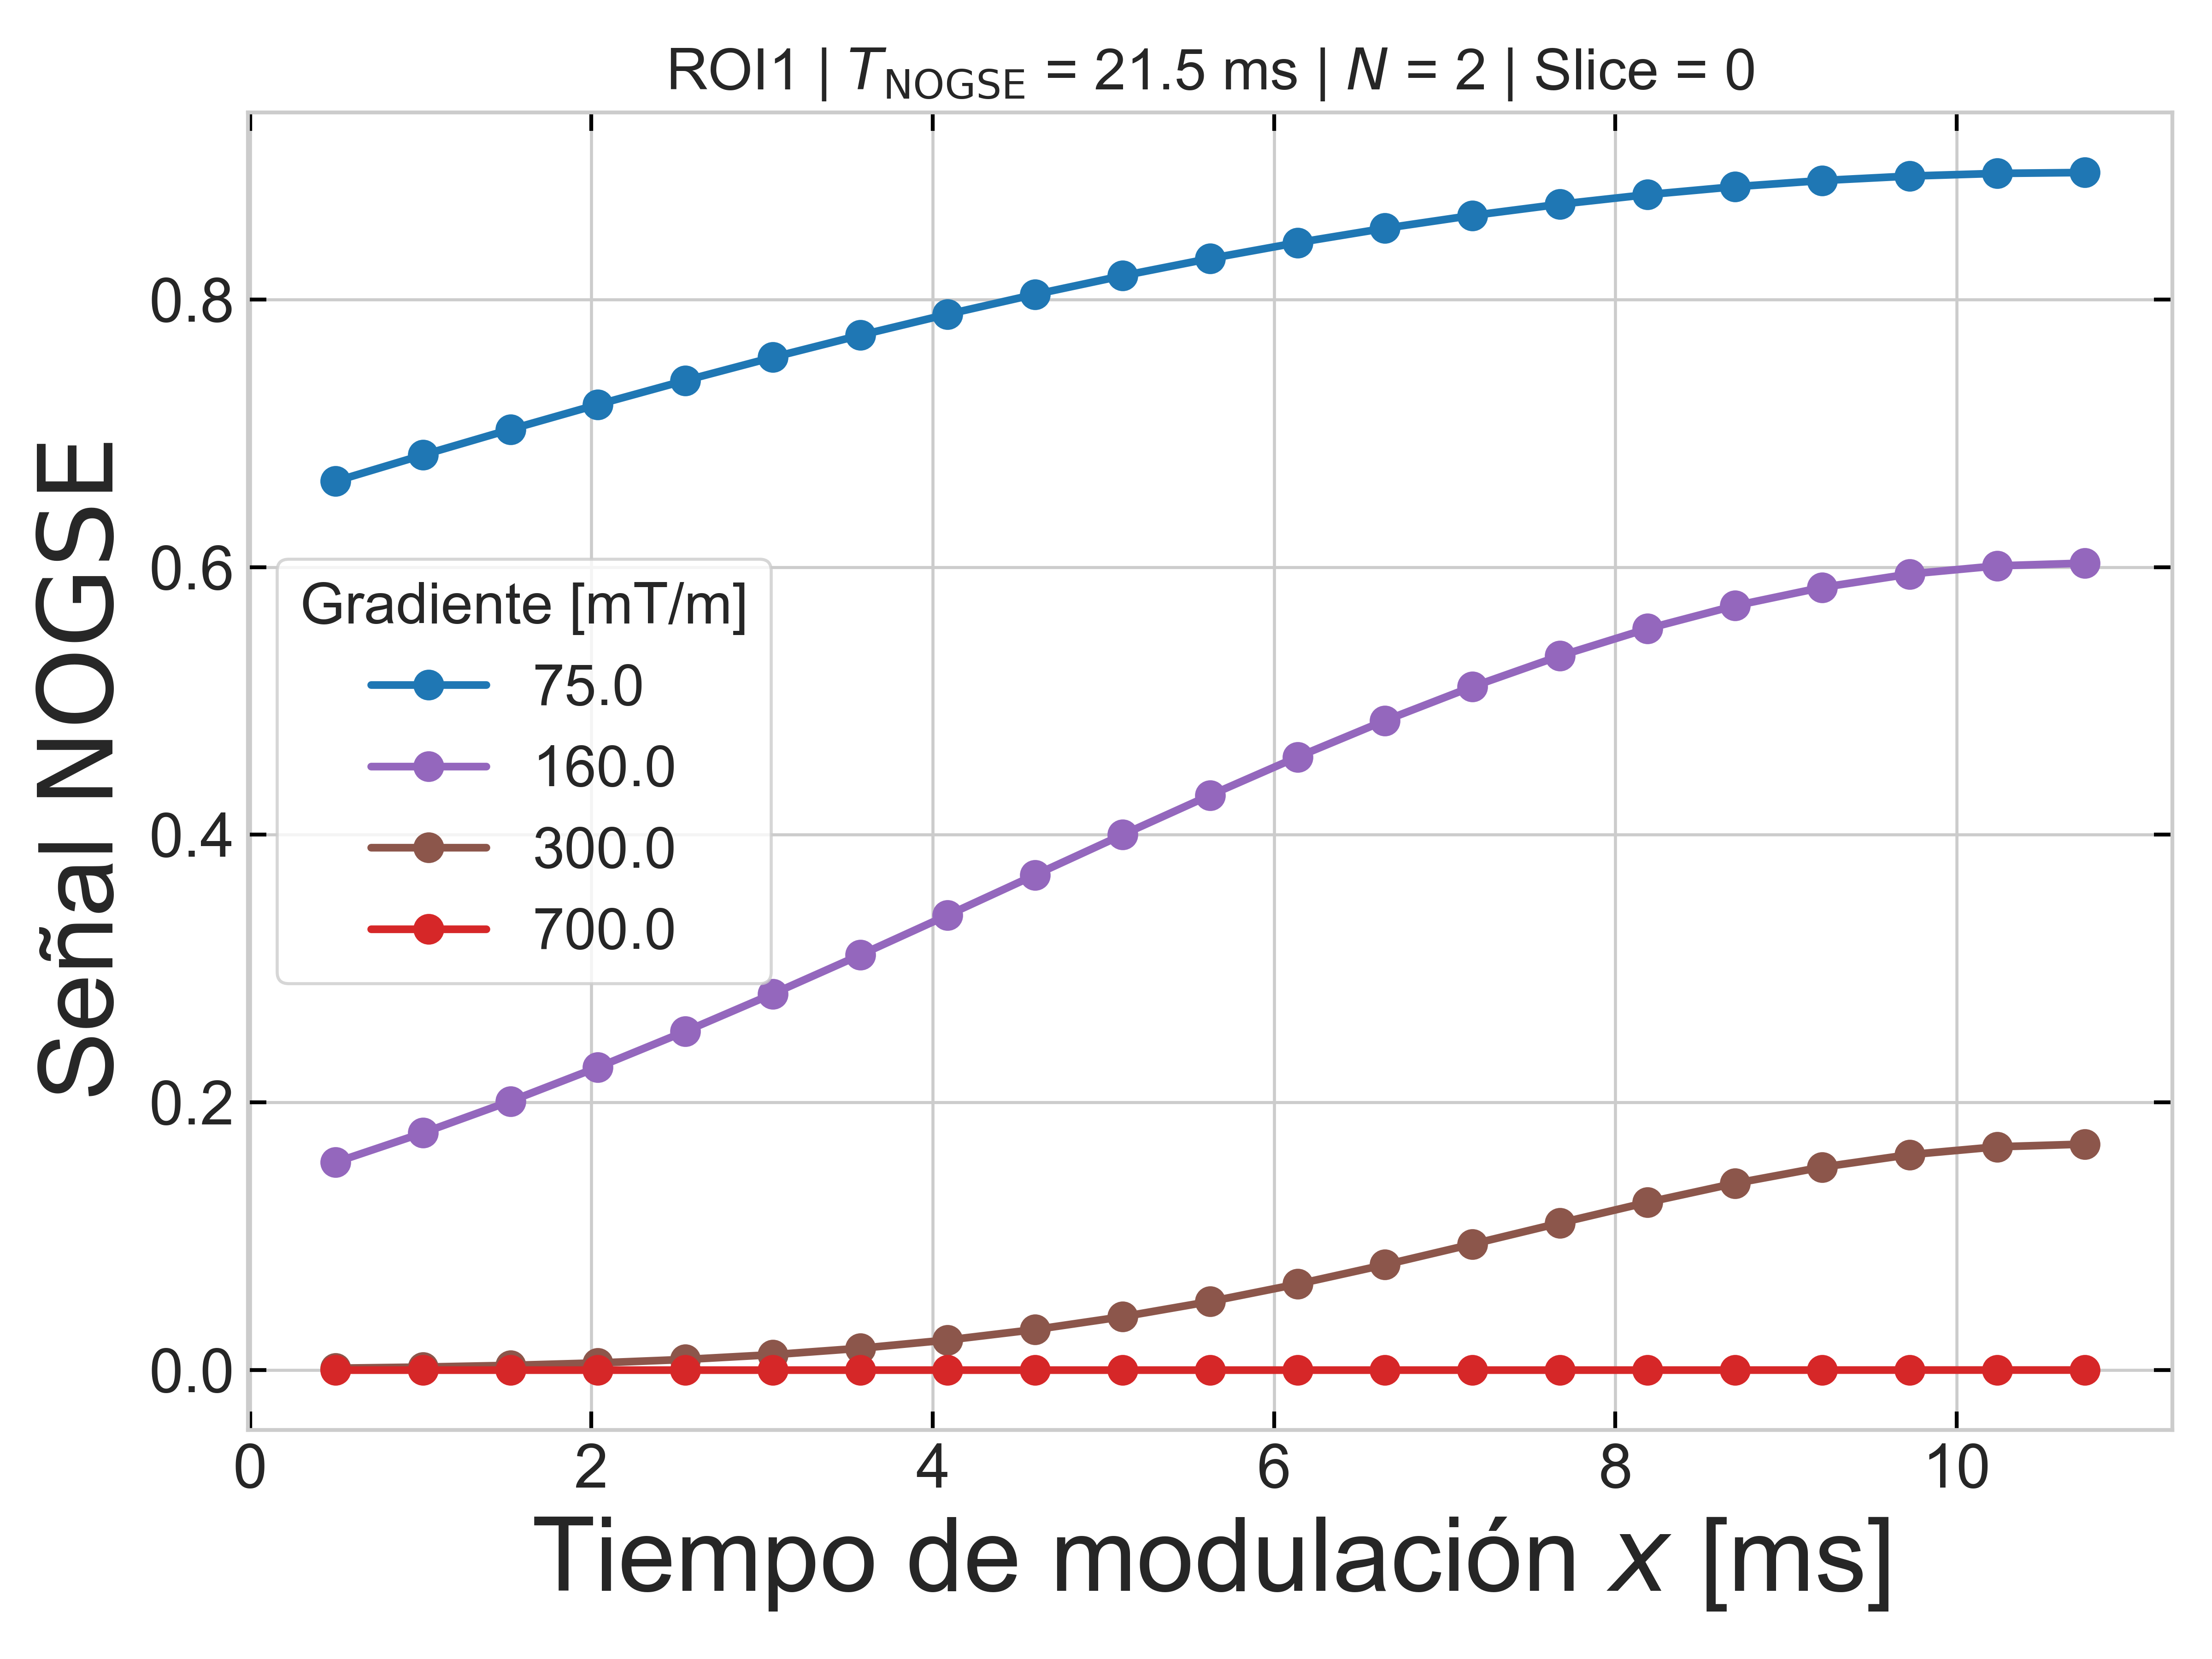 ROI1 | T_NOGSE = 21.5 ms | N = 2 | Slice = 0
Señal NOGSE
0.8
0.6
0.4
0.2
0.0
Gradiente [mT/m]
75.0
160.0
300.0
700.0
0 2 4 6 8 10
Tiempo de modulación x [ms]